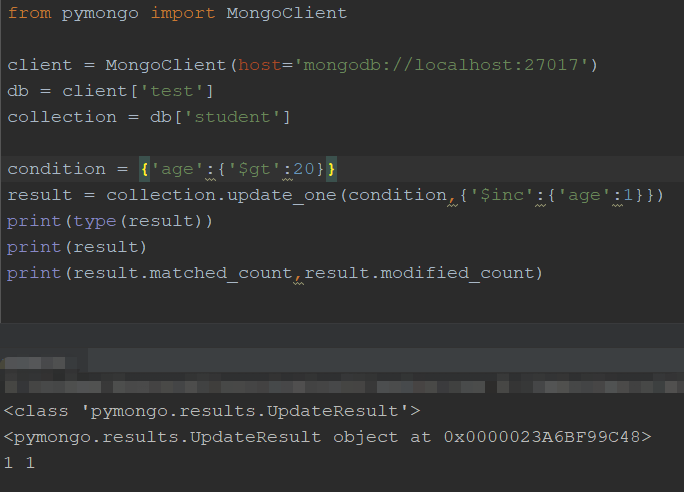 from pymongo import MongoClient
client = MongoClient(host='mongodb://localhost:27017')
db = client['test']
collection = db['student']
condition = {'age':{'$gt':20}}
result = collection.update_one(condition,{'$inc':{'age':1}})
print(type(result))
print(result)
print(result.matched_count,result.modified_count)
<class 'pymongo.results.UpdateResult'>
<pymongo.results.UpdateResult object at 0x0000023A6BF99C48>
1 1